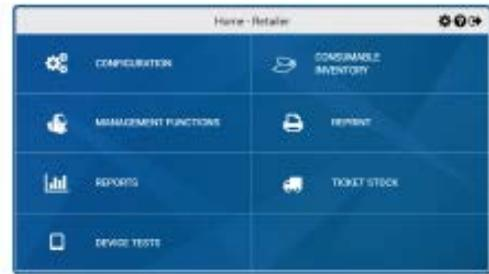 Home - Retailer
CONFIGURATION
CONSUMABLE
INVENTORY
MANAGEMENT FUNCTIONS
REPRINT
REPORTS
TICKET STOCK
DEVICE TESTS